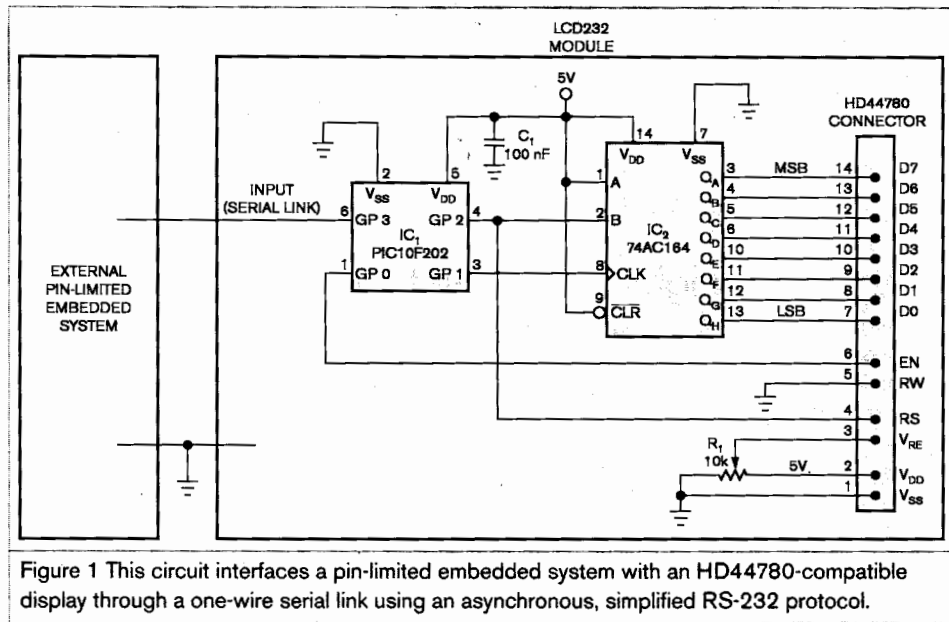 LCD232
MODULE
5V
HD44780
CONNECTOR
C1
100 nF
14
7
VDD
VSS
2
5
VSS
VDD
INPUT
(SERIAL LINK)
6
GP 3
GP 2
4
IC1
PIC10F202
1
GP 0
GP 1
3
1
A
2
B
IC2
74AC164
8
CLK
9
CLR
QA
3
MSB
14
D7
QB
4
13
D6
QC
5
12
D5
QD
6
11
D4
QE
10
10
D3
QF
11
9
D2
QG
12
8
D1
QH
13
LSB
7
D0
EXTERNAL
PIN-LIMITED
EMBEDDED
SYSTEM
6
EN
5
RW
4
RS
3
VRE
R1
10k
5V
2
VDD
1
VSS
Figure 1 This circuit interfaces a pin-limited embedded system with an HD44780-compatible
display through a one-wire serial link using an asynchronous, simplified RS-232 protocol.